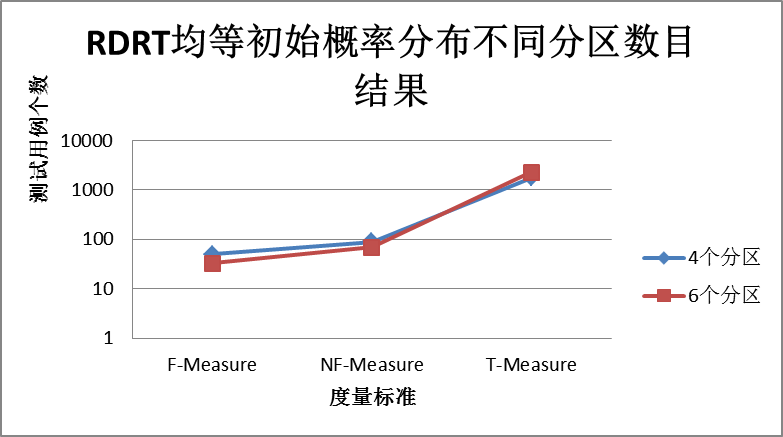 RDRT均等初始概率分布不同分区数目
结果
测试用例个数
10000
1000
100
10
1
F-Measure
NF-Measure
T-Measure
度量标准
4个分区
6个分区